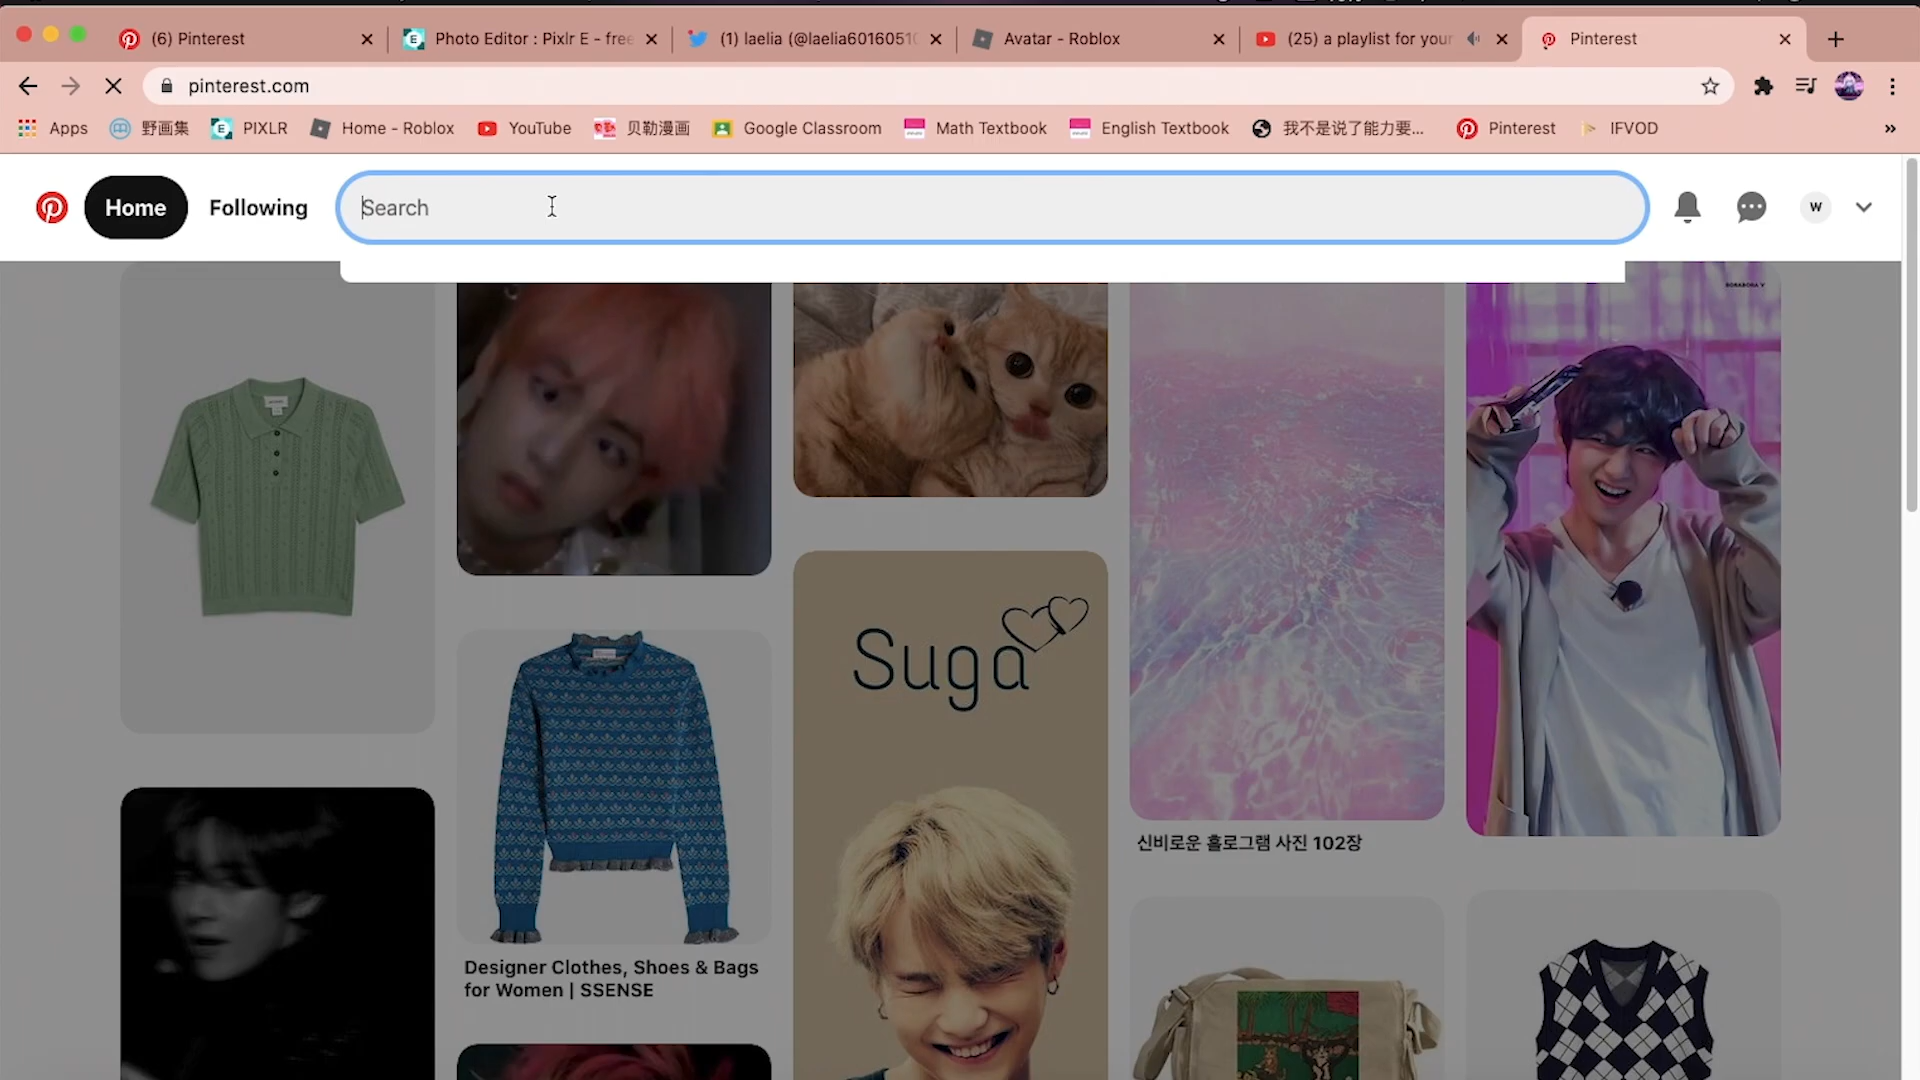 (6) Pinterest
Photo Editor : Pixlr E - free
(1) laelia (@laelia6016051
Avatar - Roblox
(25) a playlist for your
Pinterest
pinterest.com
Apps
野画集
PIXLR
Home - Roblox
YouTube
贝勒漫画
Google Classroom
Math Textbook
English Textbook
我不是说了能力要...
Pinterest
IFVOD
Home
Following
Search
W
BORABORA V
Suga
신비로운 홀로그램 사진 102장
Designer Clothes, Shoes & Bags
for Women | SSENSE